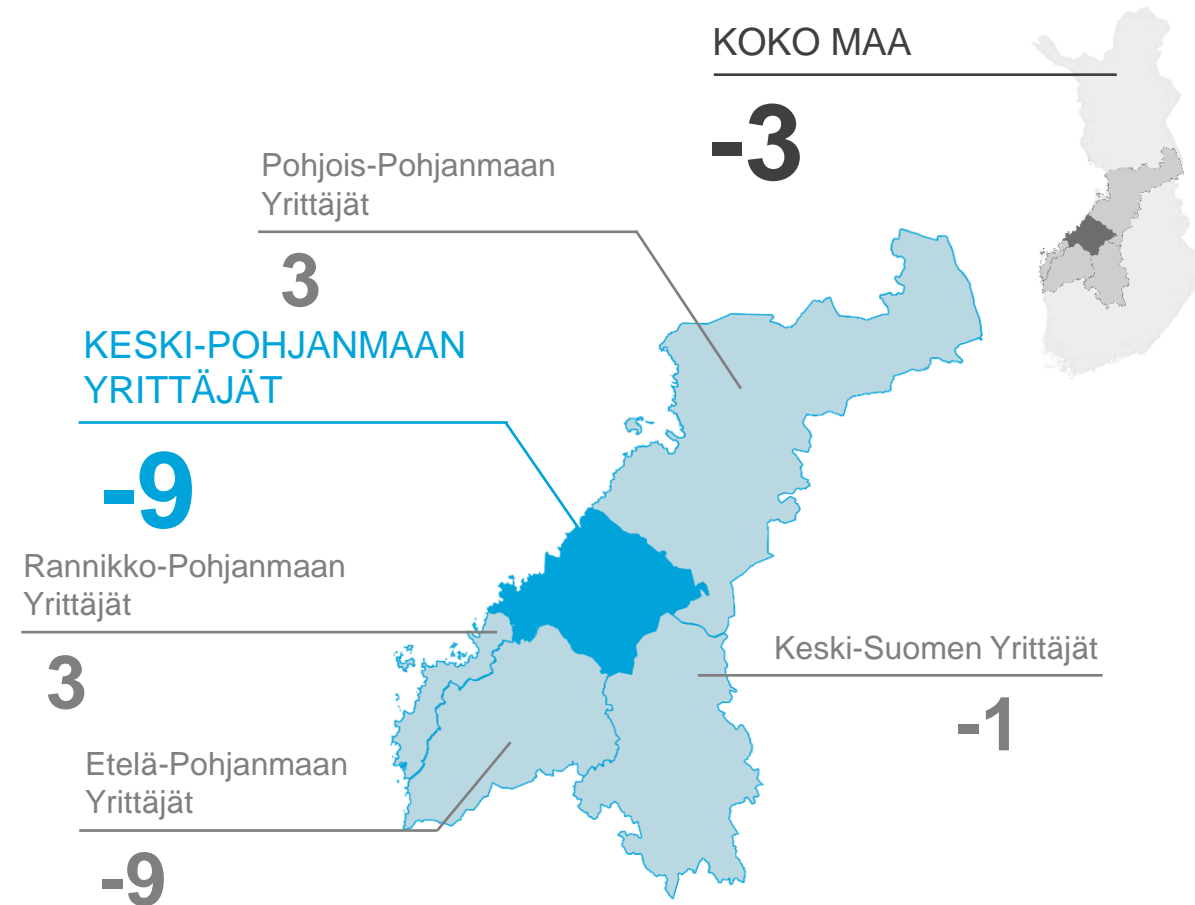 KOKO MAA
-3
Pohjois-Pohjanmaan
Yrittäjät
3
KESKI-POHJANMAAN
YRITTÄJÄT
-9
Rannikko-Pohjanmaan
Yrittäjät
3
Keski-Suomen Yrittäjät
-1
Etelä-Pohjanmaan
Yrittäjät
-9